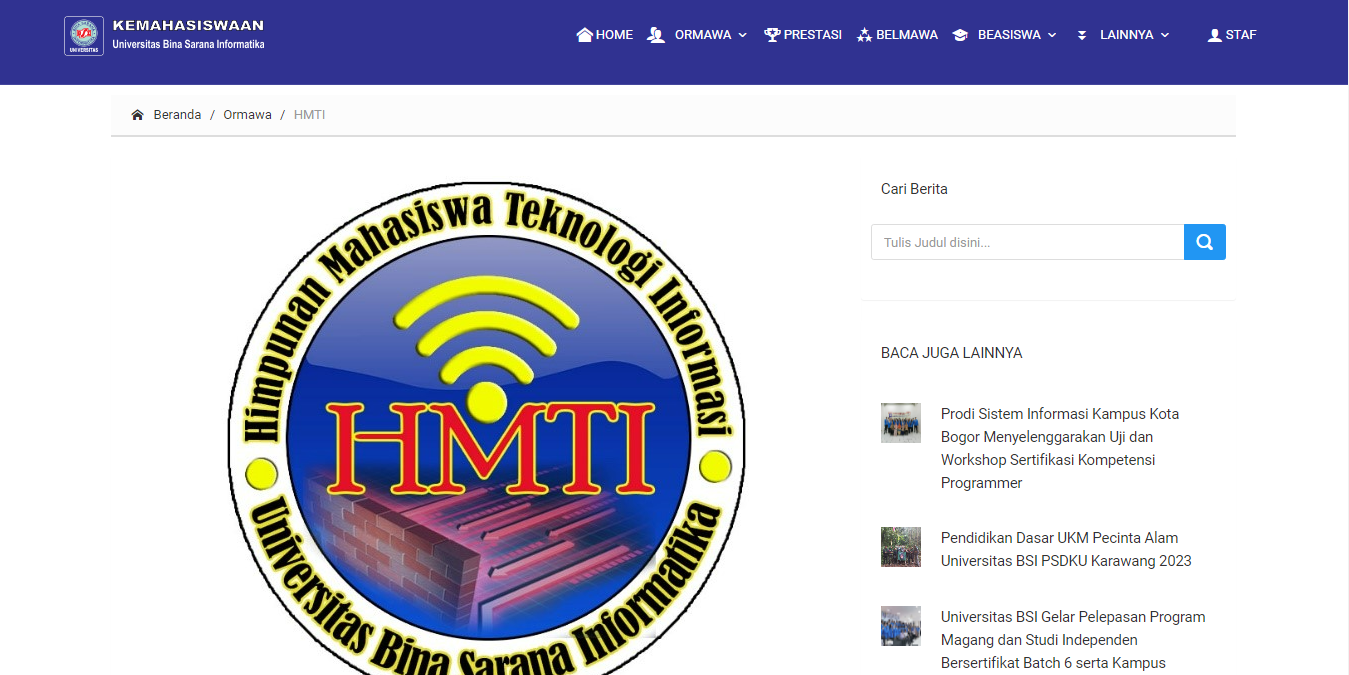 KEMAHASISWAAN
Universitas Bina Sarana Informatika
UNIVERSITAS
HOME ORMAWA PRESTASI BELMAWA BEASISWA LAINNYA STAF
Beranda / Ormawa / HMTI
Himpunan Mahasiswa Teknologi Informasi
HMTI
Universitas Bina Sarana Informatika
Cari Berita
Tulis Judul disini...
BACA JUGA LAINNYA
Prodi Sistem Informasi Kampus Kota
Bogor Menyelenggarakan Uji dan
Workshop Sertifikasi Kompetensi
Programmer
Pendidikan Dasar UKM Pecinta Alam
Universitas BSI PSDKU Karawang 2023
Universitas BSI Gelar Pelepasan Program
Magang dan Studi Independen
Bersertifikat Batch 6 serta Kampus